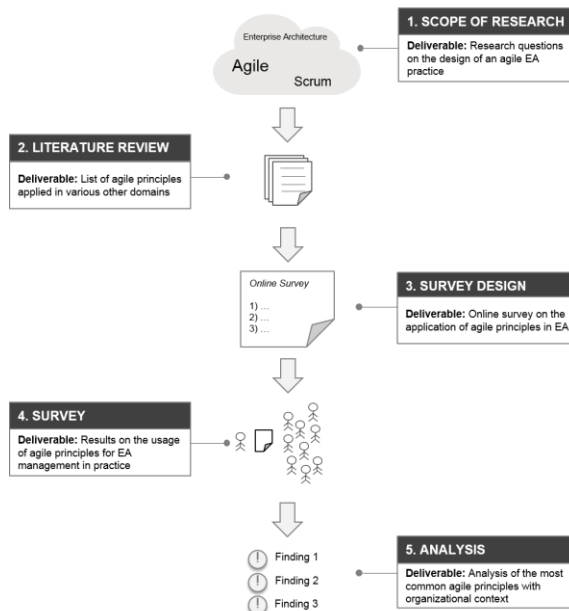 1. SCOPE OF RESEARCH
Deliverable: Research questions
on the design of an agile EA
practice
Enterprise Architecture
Agile
Scrum
2. LITERATURE REVIEW
Deliverable: List of agile principles
applied in various other domains
3. SURVEY DESIGN
Deliverable: Online survey on the
application of agile principles in EA
Online Survey
1) ...
2) ...
3) ...
4. SURVEY
Deliverable: Results on the usage
of agile principles for EA
management in practice
5. ANALYSIS
Deliverable: Analysis of the most
common agile principles with
organizational context
! Finding 1
! Finding 2
! Finding 3